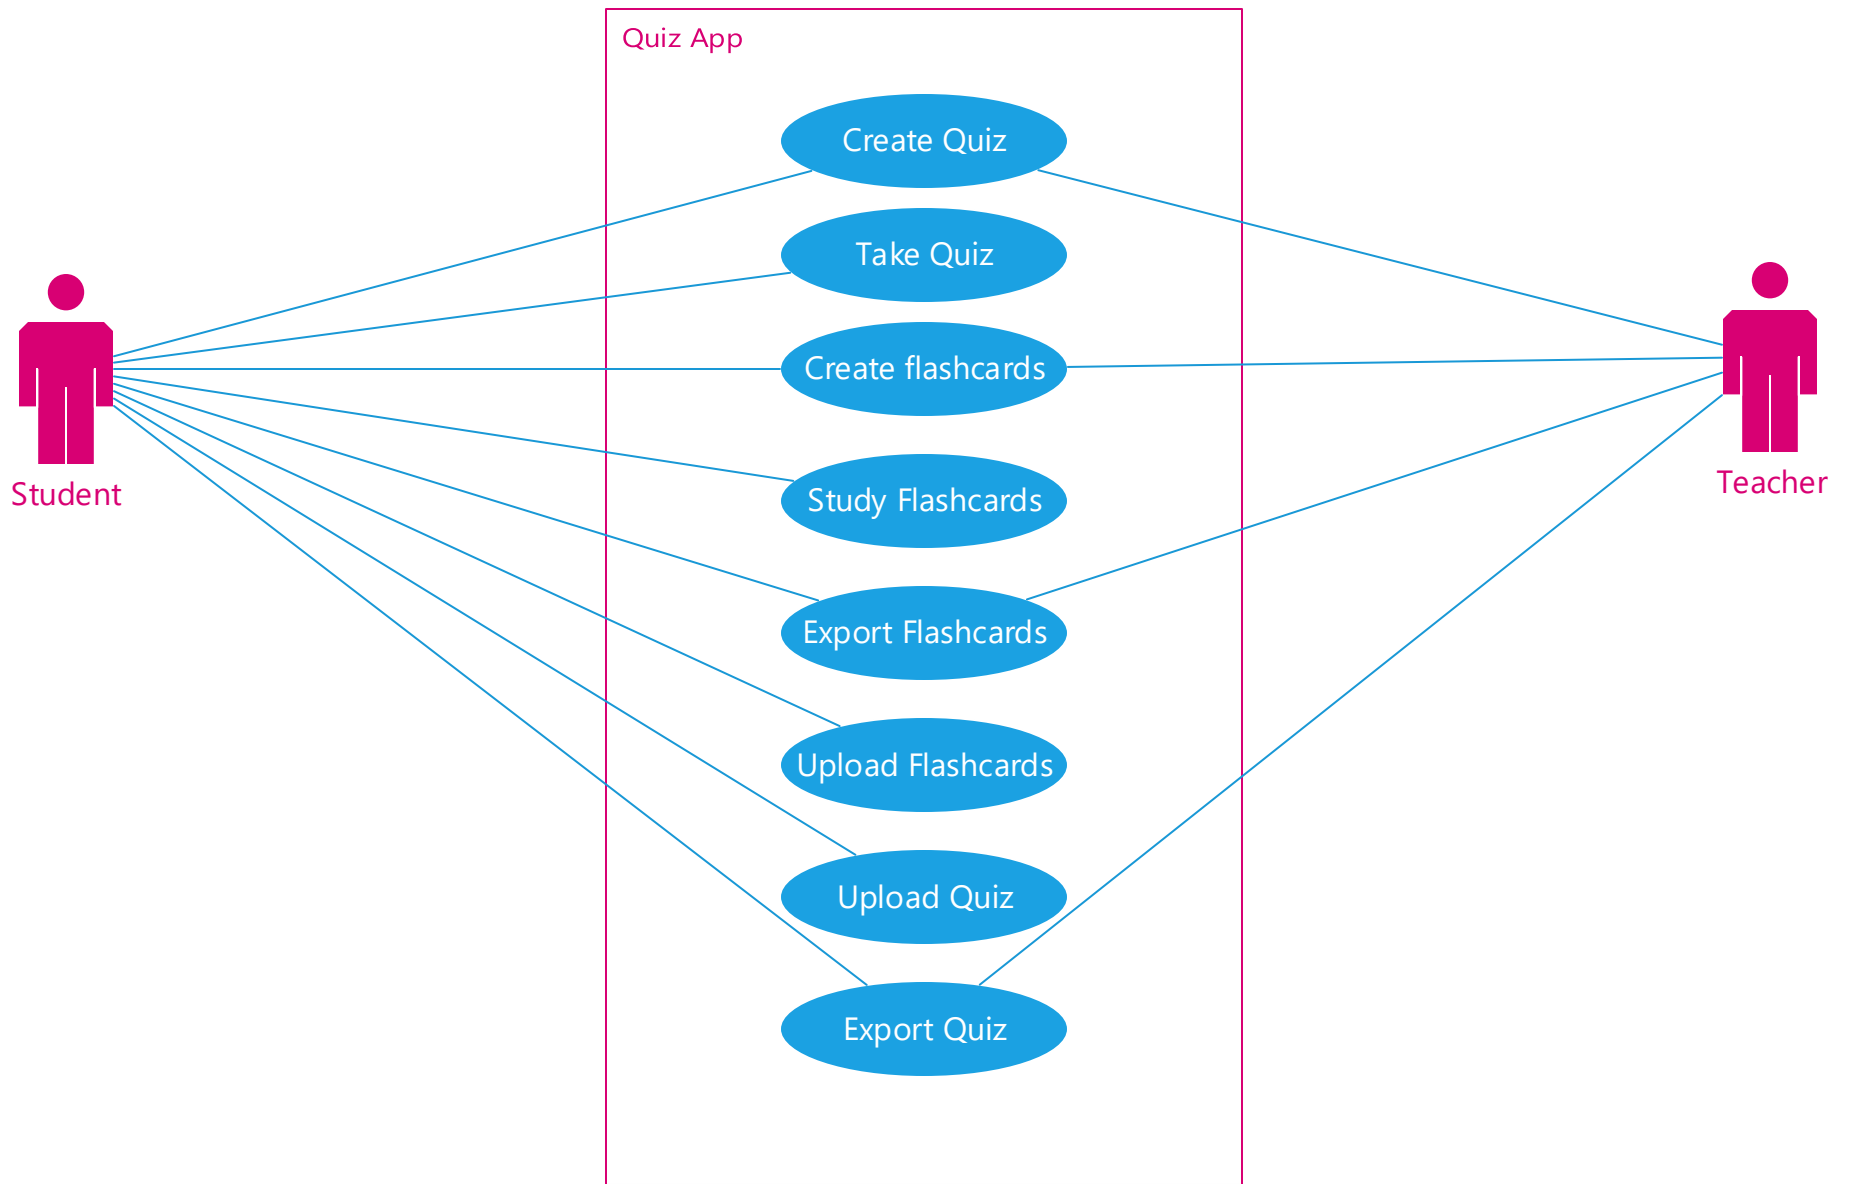 Quiz App
Create Quiz
Take Quiz
Create flashcards
Study Flashcards
Export Flashcards
Upload Flashcards
Upload Quiz
Export Quiz
Student
Teacher